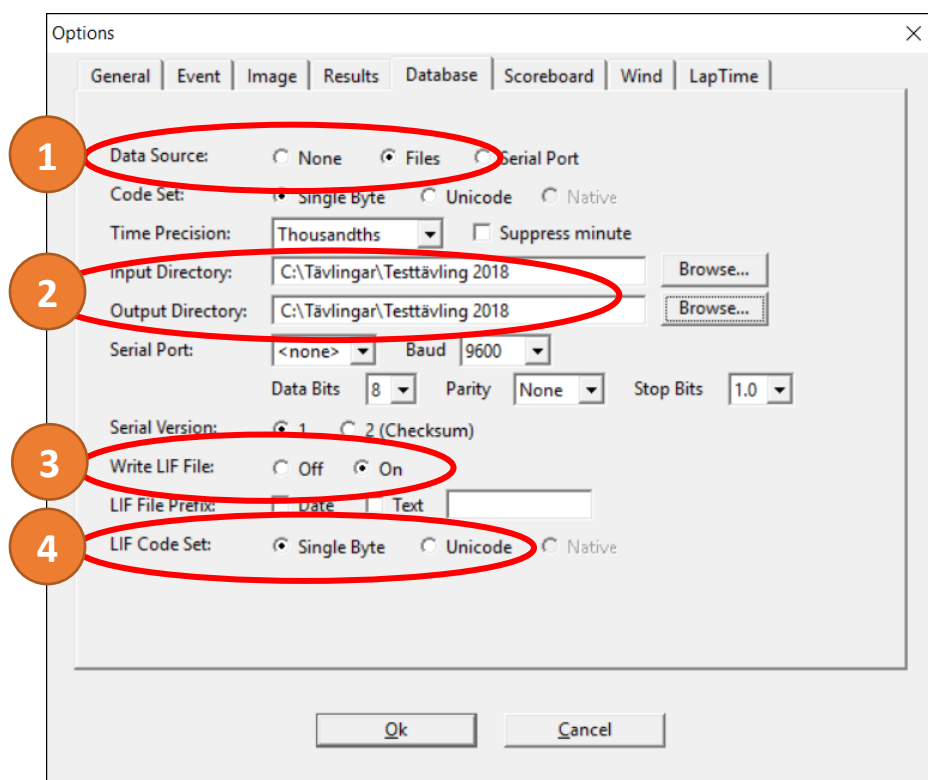 Options
General Event Image Results Database Scoreboard Wind LapTime
1 Data Source: None Files Serial Port
Code Set: Single Byte Unicode Native
Time Precision: Thousandths Suppress minute
2
Input Directory: C:\Tävlingar\Testtävling 2018 Browse...
Output Directory: C:\Tävlingar\Testtävling 2018 Browse...
Serial Port: <none> Baud 9600
Data Bits 8 Parity None Stop Bits 1.0
Serial Version: 1 2 (Checksum)
3 Write LIF File: Off On
LIF File Prefix: Date Text
4 LIF Code Set: Single Byte Unicode Native
Ok Cancel